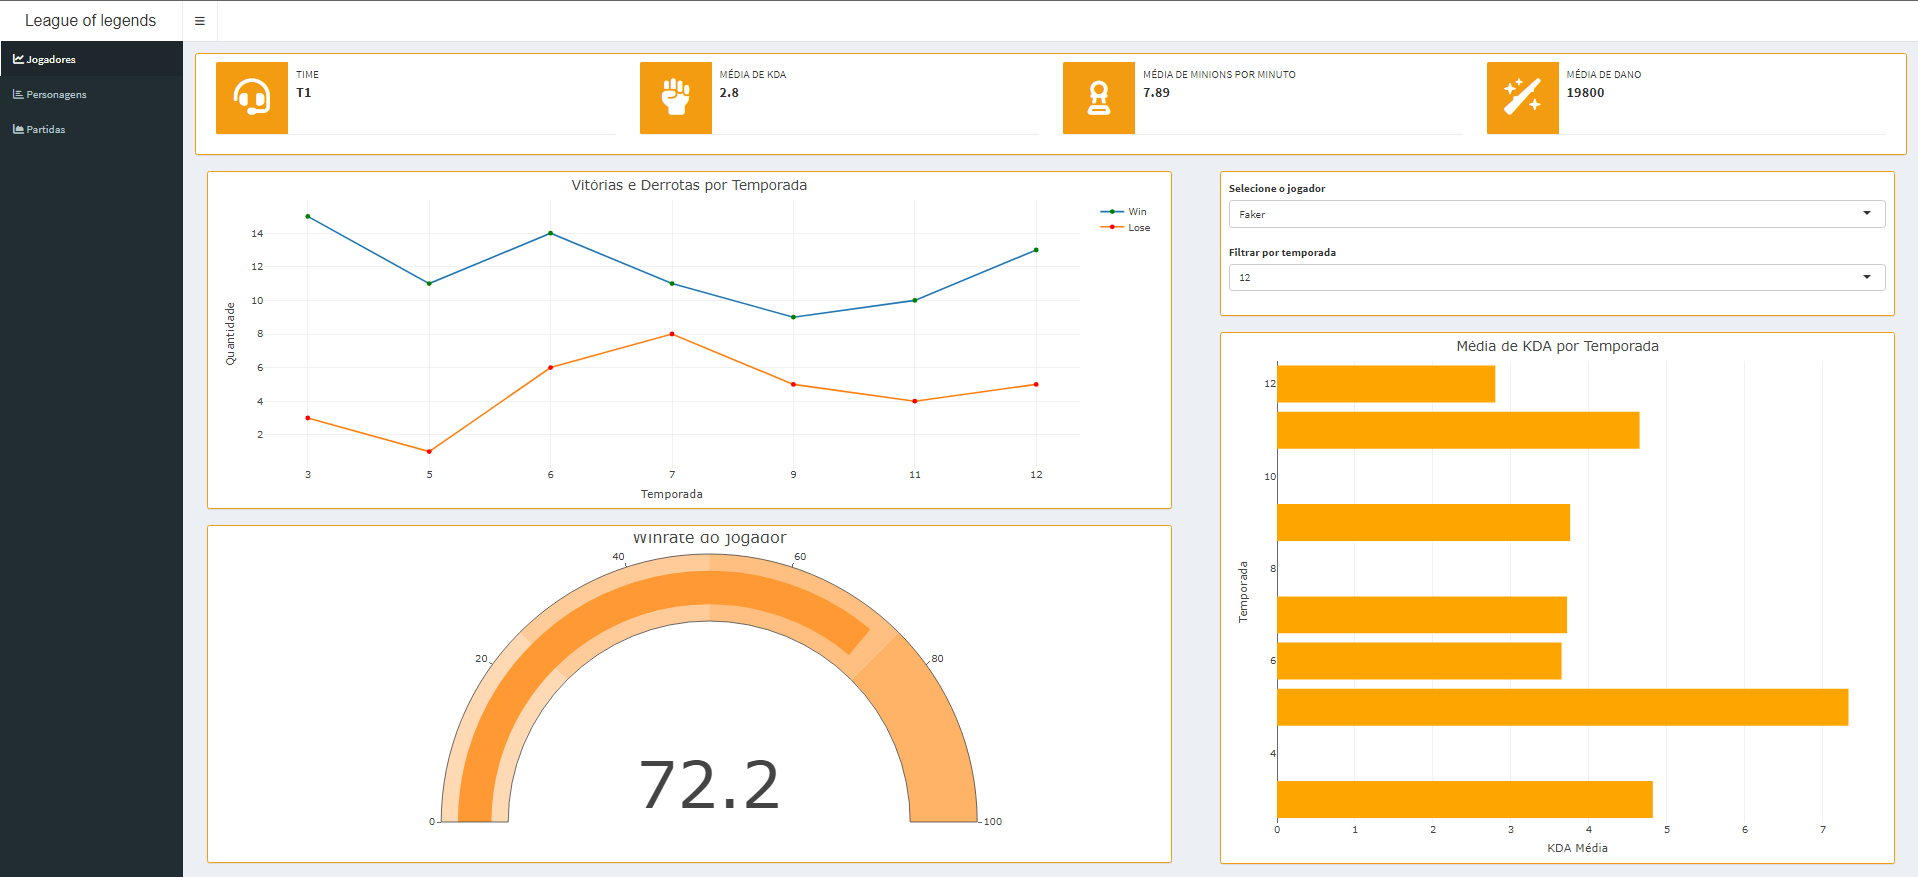 League of legends
Jogadores
Personagens
Partidas
TIME
T1
MÉDIA DE KDA
2.8
MÉDIA DE MINIONS POR MINUTO
7.89
MÉDIA DE DANO
19800
Vitórias e Derrotas por Temporada
Win
Lose
14
12
10
8
6
4
2
Quantidade
3 5 6 7 9 11 12
Temporada
Winrate do jogador
0
20
40
60
80
100
72.2
Selecione o jogador
Faker
Filtrar por temporada
12
Média de KDA por Temporada
12
10
8
6
4
Temporada
0 1 2 3 4 5 6 7
KDA Média